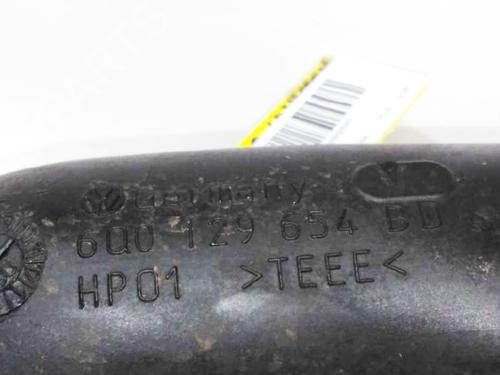 Germany
6Q0 129 654 BD
HP01 >TEEE<